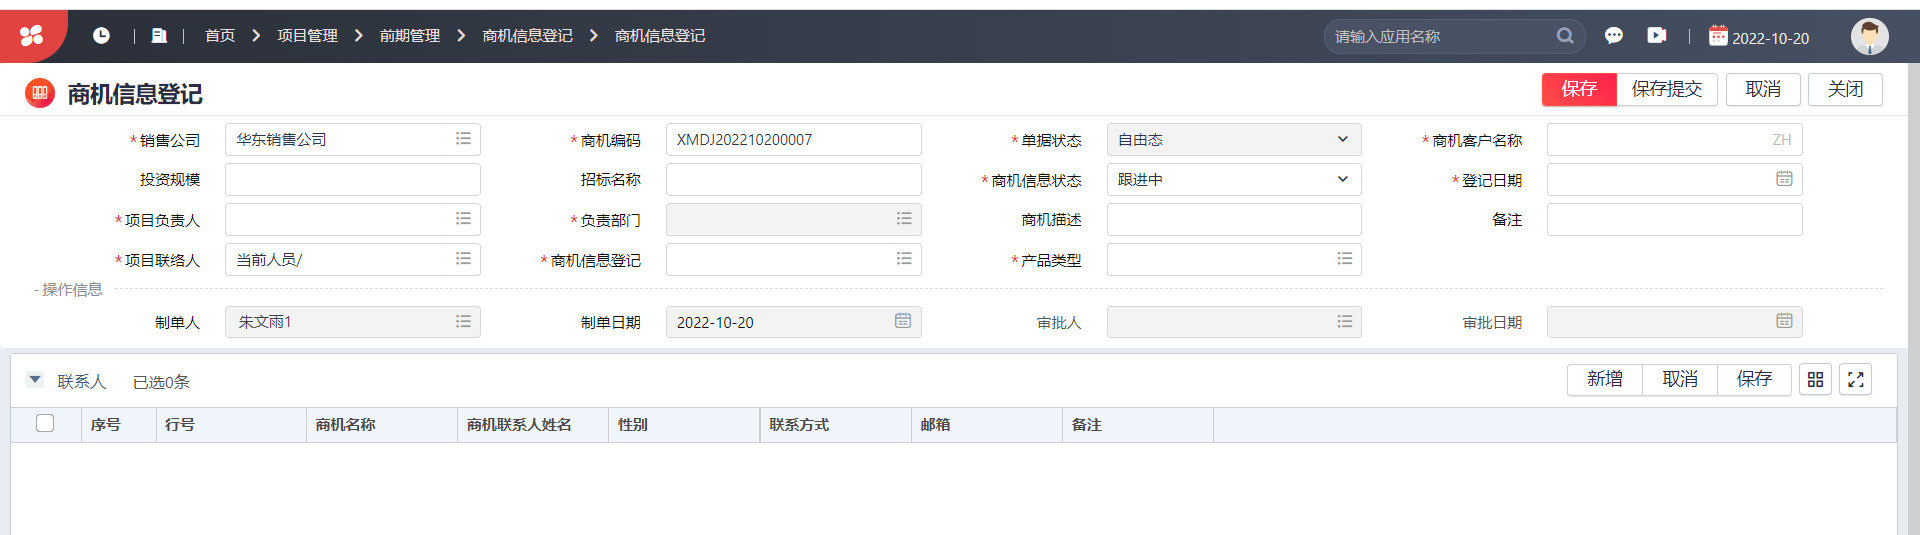 首页 项目管理 前期管理 商机信息登记 商机信息登记 请输入应用名称 2022-10-20
商机信息登记 保存 保存提交 取消 关闭
*销售公司 华东销售公司 *商机编码 XMDJ202210200007 *单据状态 自由态 *商机客户名称 ZH
投资规模 招标名称 *商机信息状态 跟进中 *登记日期
*项目负责人 *负责部门 商机描述 备注
*项目联络人 当前人员/ *商机信息登记 *产品类型
- 操作信息
制单人 朱文雨1 制单日期 2022-10-20 审批人 审批日期
联系人 已选0条 新增 取消 保存
序号 行号 商机名称 商机联系人姓名 性别 联系方式 邮箱 备注